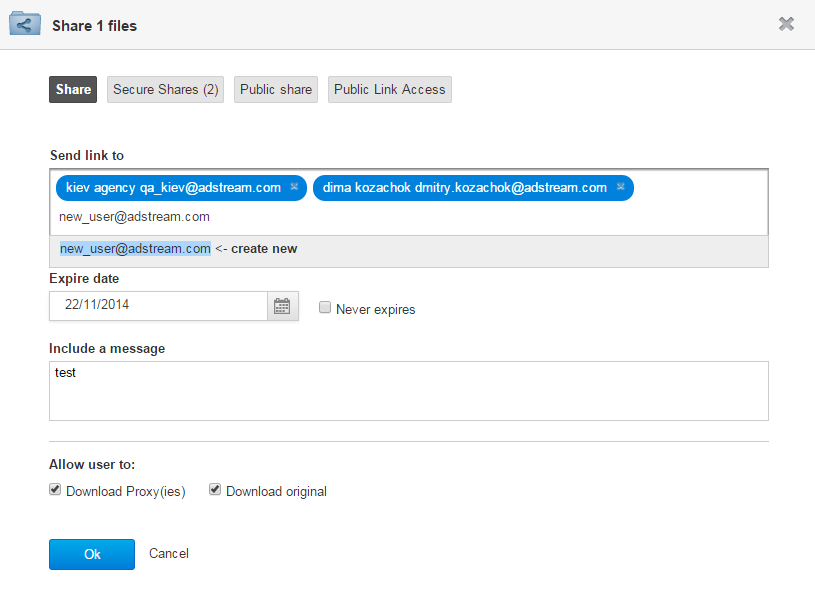 Share 1 files
Share Secure Shares (2) Public share Public Link Access
Send link to
kiev agency qa_kiev@adstream.com dima kozachok dmitry.kozachok@adstream.com
new_user@adstream.com
new_user@adstream.com <- create new
Expire date
22/11/2014 Never expires
Include a message
test
Allow user to:
Download Proxy(ies) Download original
Ok Cancel